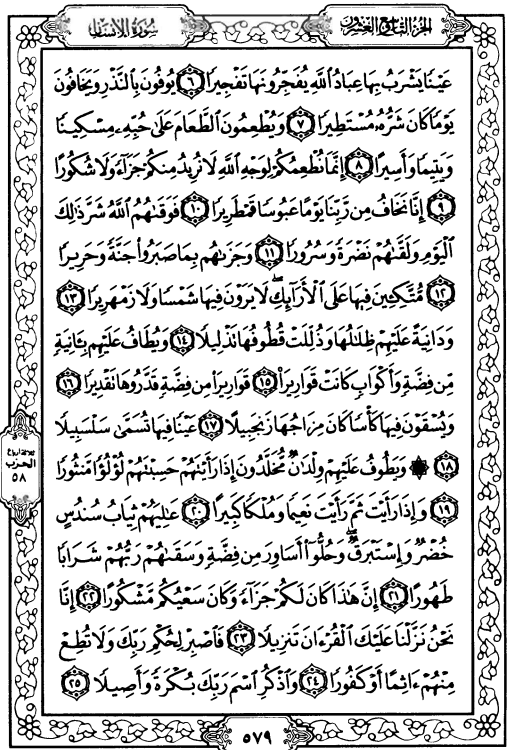 الجزء التاسع والعشرون
سورة الإنسان
عَيْنًا يَشْرَبُ بِهَا عِبَادُ اللَّهِ يُفَجِّرُونَهَا تَفْجِيرًا ٦ يُوفُونَ بِالنَّذْرِ وَيَخَافُونَ
يَوْمًا كَانَ شَرُّهُ مُسْتَطِيرًا ٧ وَيُطْعِمُونَ الطَّعَامَ عَلَىٰ حُبِّهِ مِسْكِينًا
وَيَتِيمًا وَأَسِيرًا ٨ إِنَّمَا نُطْعِمُكُمْ لِوَجْهِ اللَّهِ لَا نُرِيدُ مِنكُمْ جَزَاءً وَلَا شُكُورًا
٩ إِنَّا نَخَافُ مِن رَّبِّنَا يَوْمًا عَبُوسًا قَمْطَرِيرًا ١٠ فَوَقَاهُمُ اللَّهُ شَرَّ ذَٰلِكَ
الْيَوْمِ وَلَقَّاهُمْ نَضْرَةً وَسُرُورًا ١١ وَجَزَاهُم بِمَا صَبَرُوا جَنَّةً وَحَرِيرًا
١٢ مُّتَّكِئِينَ فِيهَا عَلَى الْأَرَائِكِ ۖ لَا يَرَوْنَ فِيهَا شَمْسًا وَلَا زَمْهَرِيرًا ١٣
وَدَانِيَةً عَلَيْهِمْ ظِلَالُهَا وَذُلِّلَتْ قُطُوفُهَا تَذْلِيلًا ١٤ وَيُطَافُ عَلَيْهِم بِآنِيَةٍ
مِّن فِضَّةٍ وَأَكْوَابٍ كَانَتْ قَوَارِيرَا ١٥ قَوَارِيرَا مِن فِضَّةٍ قَدَّرُوهَا تَقْدِيرًا ١٦
وَيُسْقَوْنَ فِيهَا كَأْسًا كَانَ مِزَاجُهَا زَنجَبِيلًا ١٧ عَيْنًا فِيهَا تُسَمَّىٰ سَلْسَبِيلًا
١٨ ۞ وَيَطُوفُ عَلَيْهِمْ وِلْدَانٌ مُّخَلَّدُونَ إِذَا رَأَيْتَهُمْ حَسِبْتَهُمْ لُؤْلُؤًا مَّنثُورًا
١٩ وَإِذَا رَأَيْتَ ثَمَّ رَأَيْتَ نَعِيمًا وَمُلْكًا كَبِيرًا ٢٠ عَالِيَهُمْ ثِيَابُ سُندُسٍ
خُضْرٌ وَإِسْتَبْرَقٌ ۖ وَحُلُّوا أَسَاوِرَ مِن فِضَّةٍ وَسَقَاهُمْ رَبُّهُمْ شَرَابًا
طَهُورًا ٢١ إِنَّ هَٰذَا كَانَ لَكُمْ جَزَاءً وَكَانَ سَعْيُكُم مَّشْكُورًا ٢٢ إِنَّا
نَحْنُ نَزَّلْنَا عَلَيْكَ الْقُرْآنَ تَنزِيلًا ٢٣ فَاصْبِرْ لِحُكْمِ رَبِّكَ وَلَا تُطِعْ
مِنْهُمْ آثِمًا أَوْ كَفُورًا ٢٤ وَاذْكُرِ اسْمَ رَبِّكَ بُكْرَةً وَأَصِيلًا ٢٥
ثلاثة أرباع
الحزب
٥٨
٥٧٩